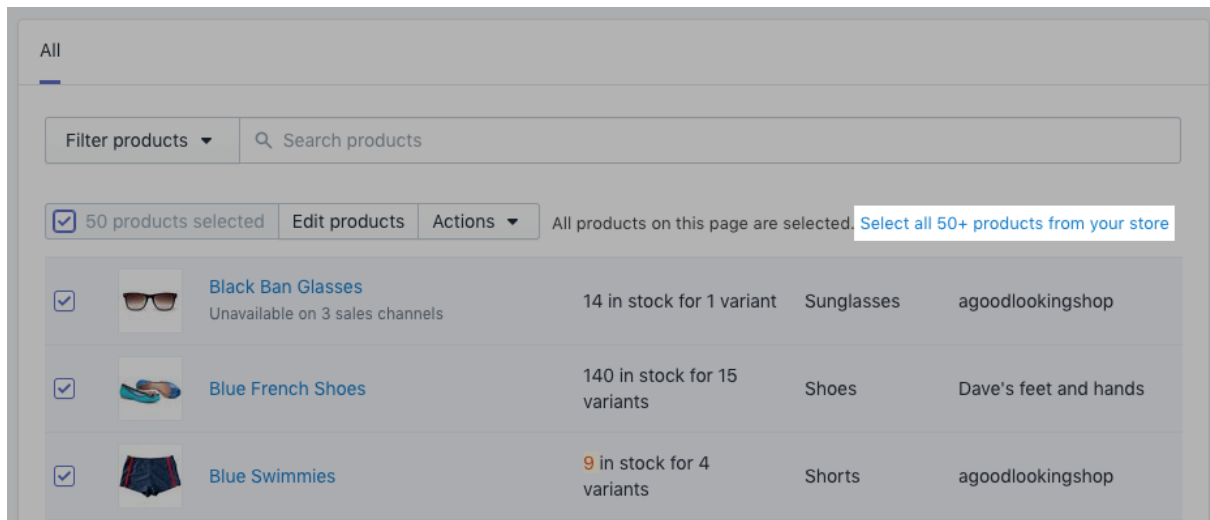 All
Filter products
Search products
50 products selected
Edit products
Actions
All products on this page are selected. Select all 50+ products from your store
Black Ban Glasses
Unavailable on 3 sales channels
14 in stock for 1 variant
Sunglasses
agoodlookingshop
Blue French Shoes
140 in stock for 15
variants
Shoes
Dave's feet and hands
Blue Swimmies
9 in stock for 4
variants
Shorts
agoodlookingshop